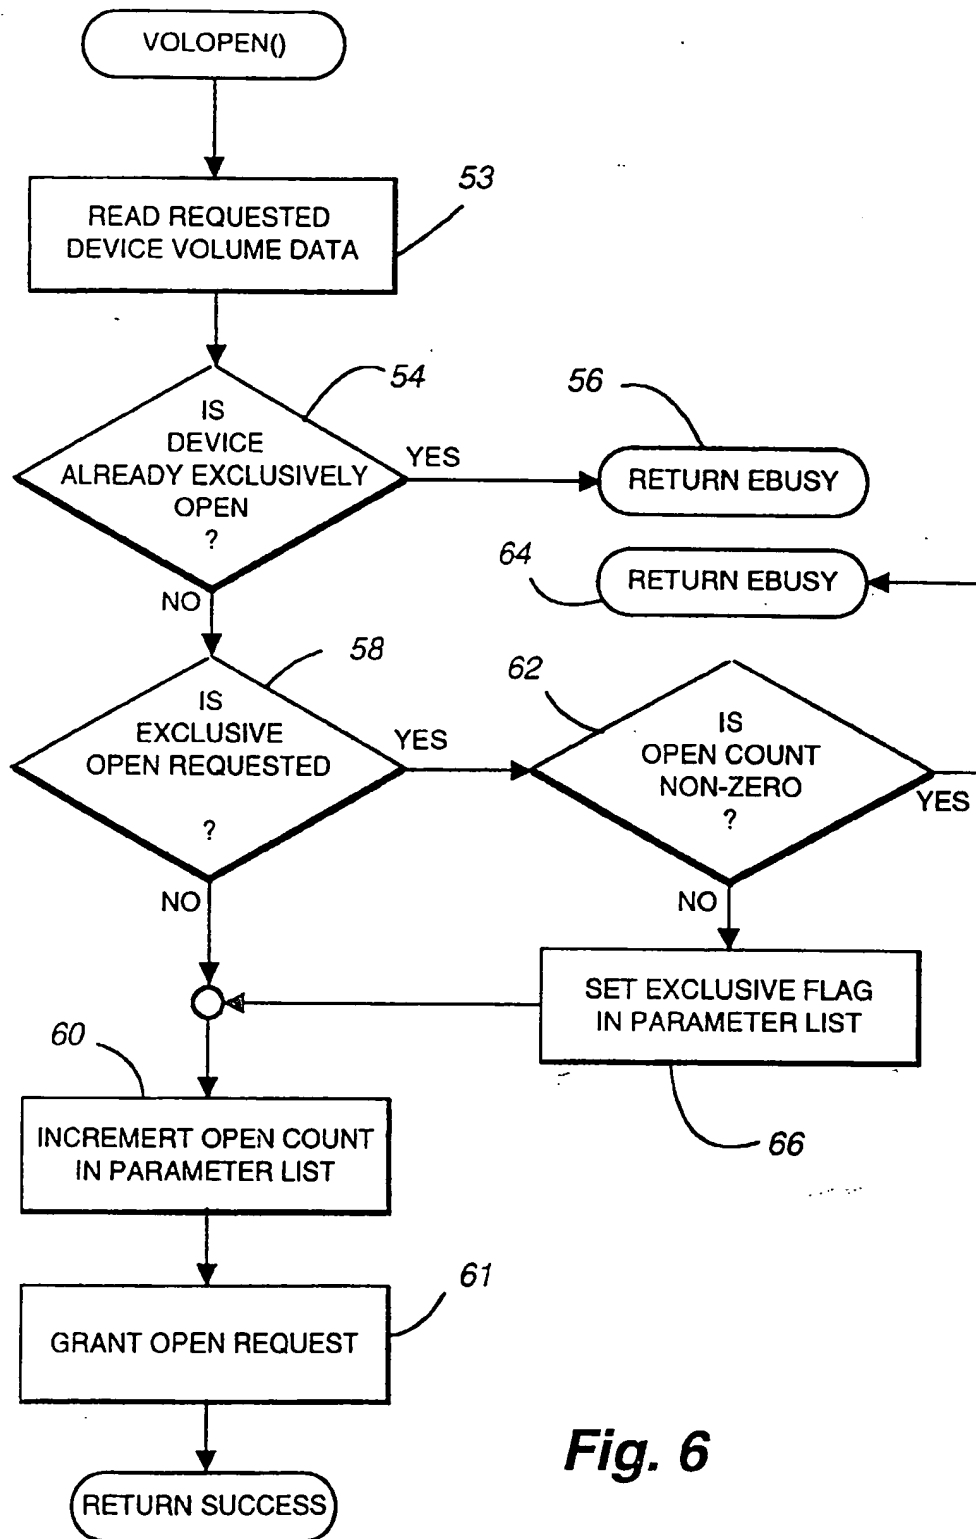 VOLOPEN()
READ REQUESTED
DEVICE VOLUME DATA
53
IS
DEVICE
ALREADY EXCLUSIVELY
OPEN
?
54
YES
NO
56
RETURN EBUSY
64
RETURN EBUSY
IS
EXCLUSIVE
OPEN REQUESTED
?
58
YES
NO
62
IS
OPEN COUNT
NON-ZERO
?
YES
NO
SET EXCLUSIVE FLAG
IN PARAMETER LIST
66
60
INCREMERT OPEN COUNT
IN PARAMETER LIST
GRANT OPEN REQUEST
61
RETURN SUCCESS
Fig. 6